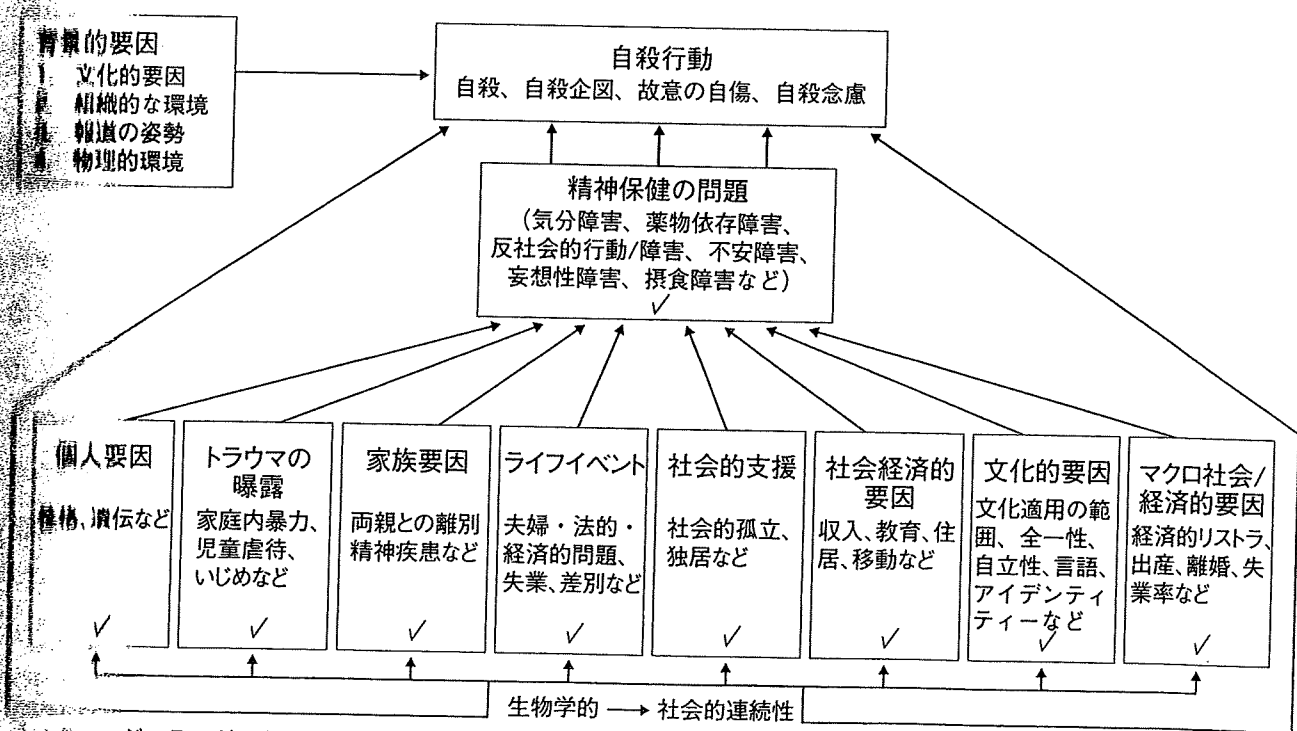 背景的要因
文化的要因
組織的な環境
報道の姿勢
物理的環境
自殺行動
自殺、自殺企図、故意の自傷、自殺念慮
精神保健の問題
(気分障害、薬物依存障害、
反社会的行動/障害、不安障害、
妄想性障害、摂食障害など)
✓
個人要因
性格、遺伝など
✓
トラウマの
曝露
家庭内暴力、
児童虐待、
いじめなど
✓
家族要因
両親との離別
精神疾患など
✓
ライフイベント
夫婦・法的・
経済的問題、
失業、差別など
✓
社会的支援
社会的孤立、
独居など
✓
社会経済的
要因
収入、教育、住
居、移動など
✓
文化的要因
文化適用の範
囲、全一性、
自立性、言語、
アイデンティ
ティーなど
✓
マクロ社会/
経済的要因
経済的リストラ、
出産、離婚、失
業率など
✓
生物学的 → 社会的連続性